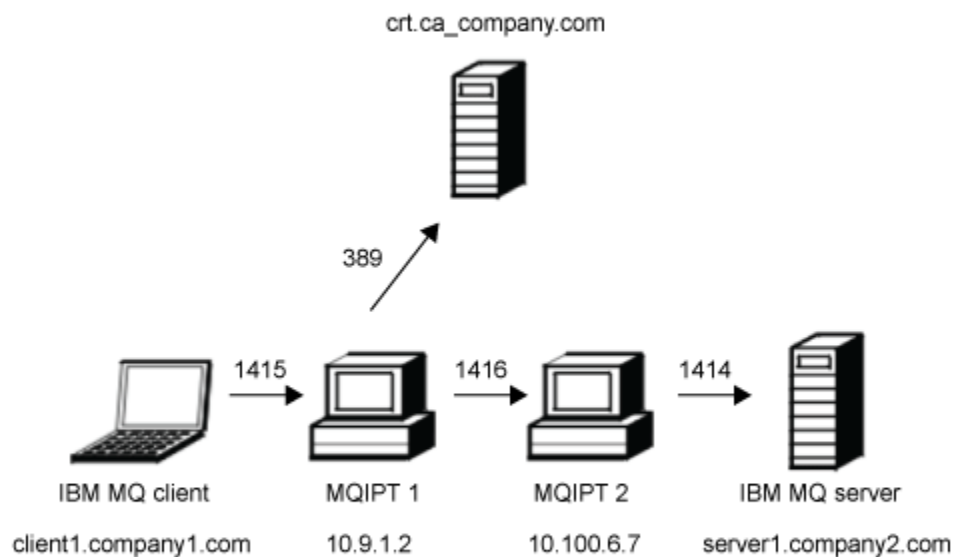 crt.ca_company.com
389
1415
1416
1414
IBM MQ client
MQIPT 1
MQIPT 2
IBM MQ server
client1.company1.com
10.9.1.2
10.100.6.7
server1.company2.com